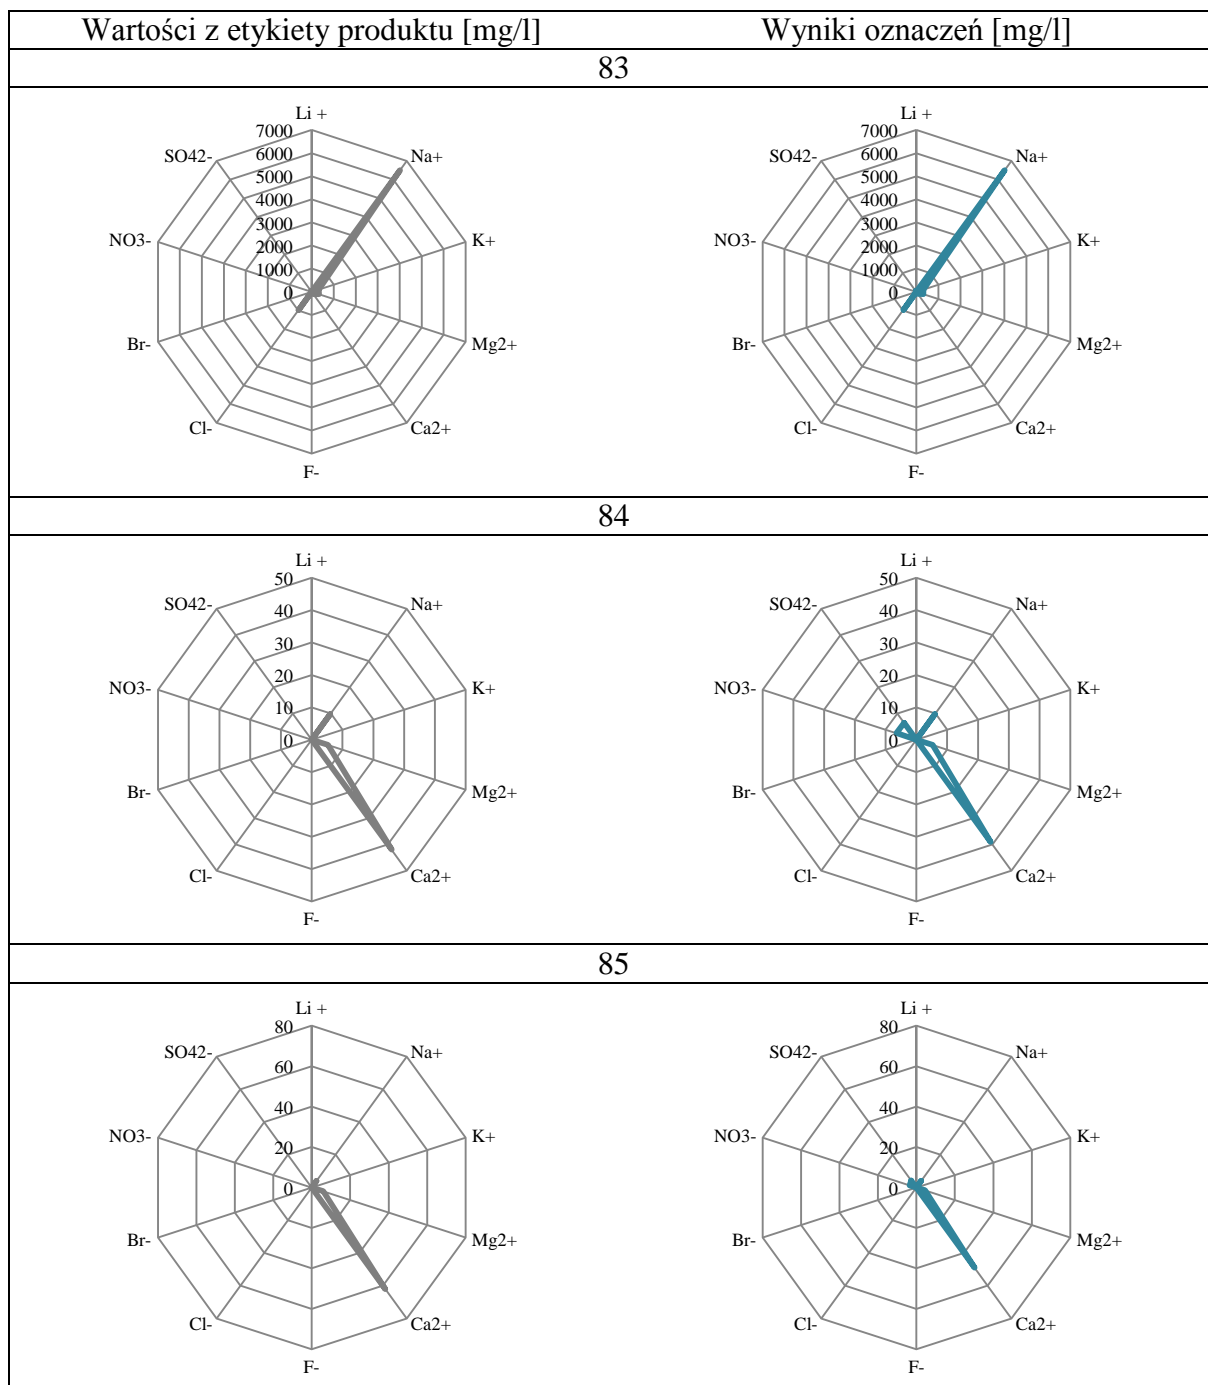 Wartości z etykiety produktu [mg/l] Wyniki oznaczeń [mg/l]
83
Li +
Na+
K+
Mg2+
Ca2+
F-
Cl-
Br-
NO3-
SO42-
7000
6000
5000
4000
3000
2000
1000
0
Li +
Na+
K+
Mg2+
Ca2+
F-
Cl-
Br-
NO3-
SO42-
7000
6000
5000
4000
3000
2000
1000
0
84
Li +
Na+
K+
Mg2+
Ca2+
F-
Cl-
Br-
NO3-
SO42-
50
40
30
20
10
0
Li +
Na+
K+
Mg2+
Ca2+
F-
Cl-
Br-
NO3-
SO42-
50
40
30
20
10
0
85
Li +
Na+
K+
Mg2+
Ca2+
F-
Cl-
Br-
NO3-
SO42-
80
60
40
20
0
Li +
Na+
K+
Mg2+
Ca2+
F-
Cl-
Br-
NO3-
SO42-
80
60
40
20
0